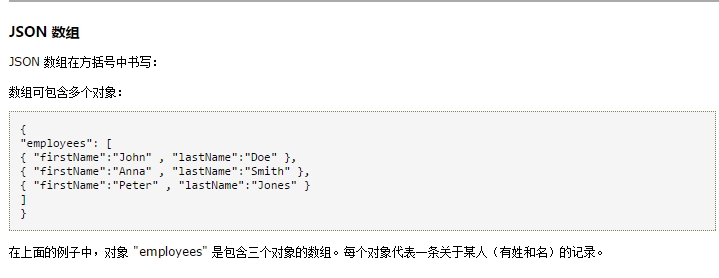 JSON 数组
JSON 数组在方括号中书写：
数组可包含多个对象：
{
"employees": [
{ "firstName":"John" , "lastName":"Doe" },
{ "firstName":"Anna" , "lastName":"Smith" },
{ "firstName":"Peter" , "lastName":"Jones" }
]
}
在上面的例子中，对象 "employees" 是包含三个对象的数组。每个对象代表一条关于某人（有姓和名）的记录。